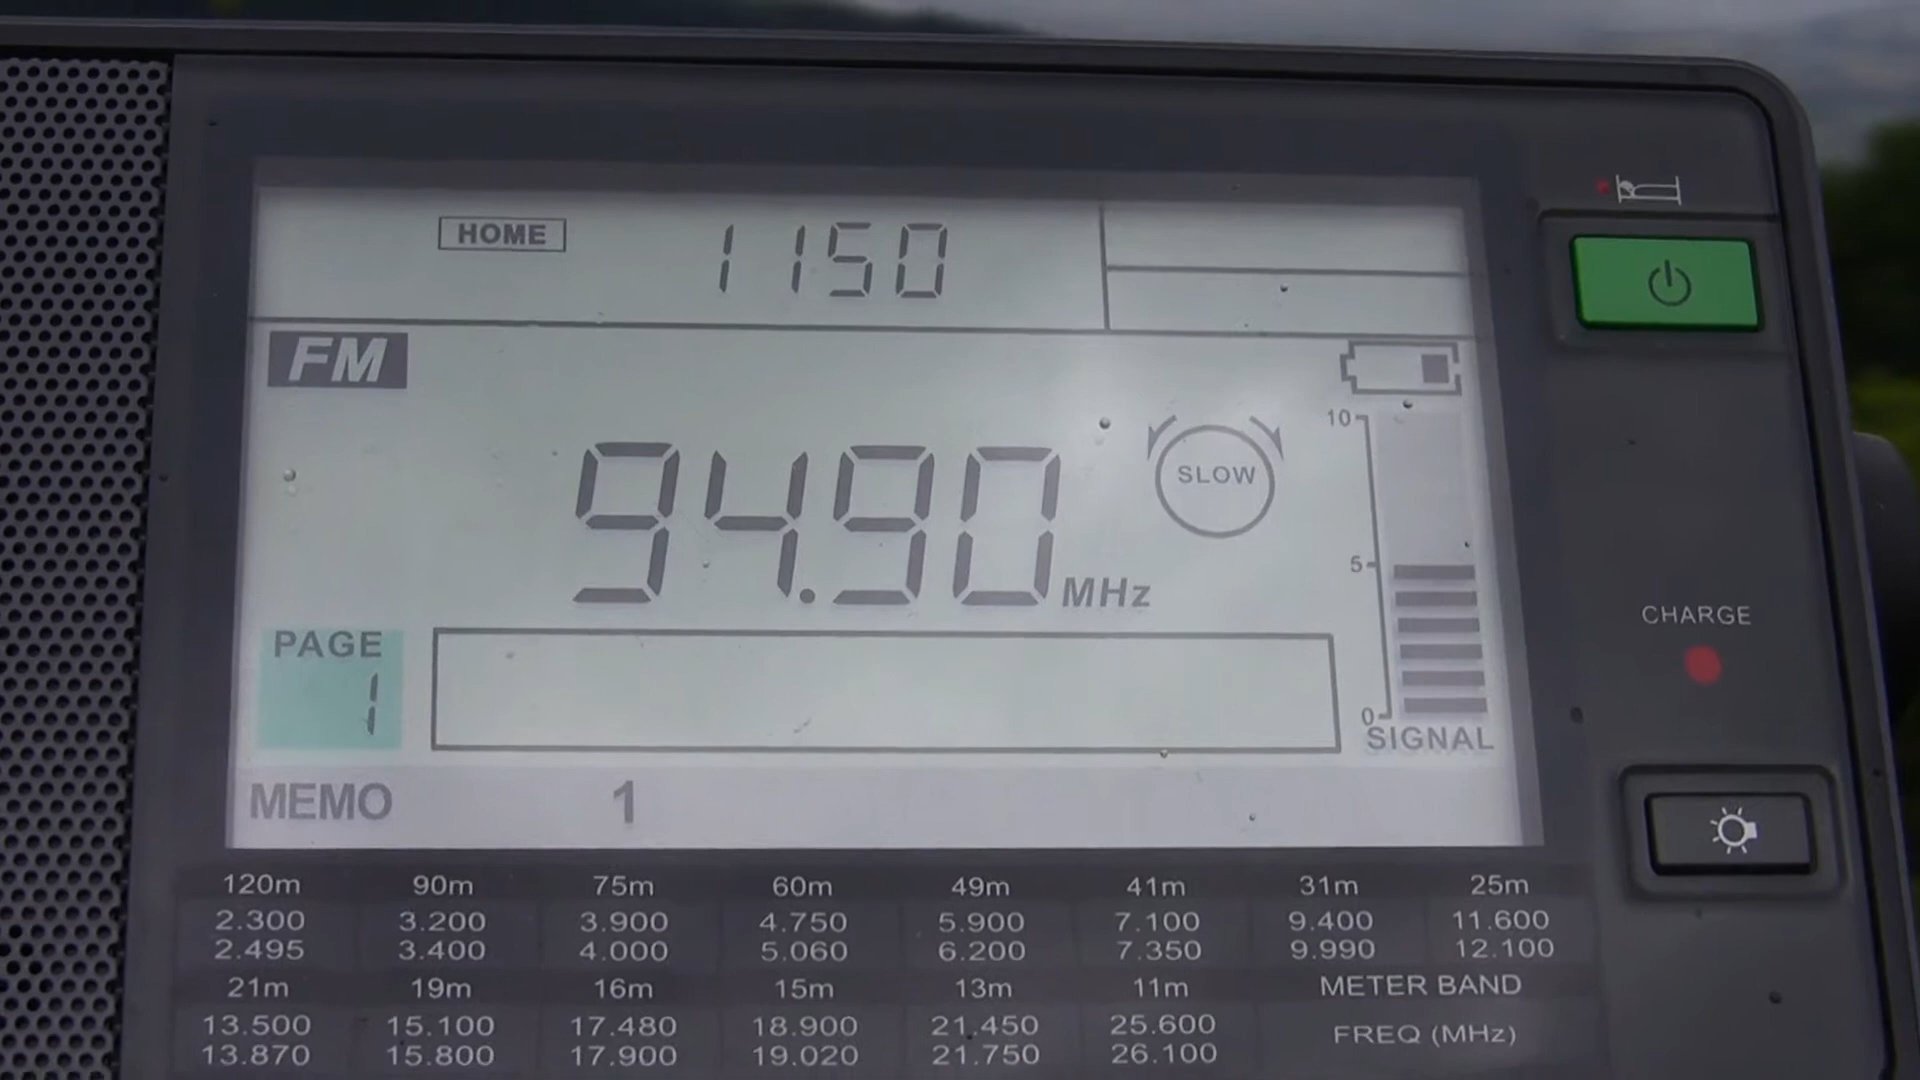 HOME 1150
FM
94.90 MHz
SLOW
10
5
0
SIGNAL
PAGE
1
MEMO 1
CHARGE
120m 90m 75m 60m 49m 41m 31m 25m
2.300 3.200 3.900 4.750 5.900 7.100 9.400 11.600
2.495 3.400 4.000 5.060 6.200 7.350 9.990 12.100
21m 19m 16m 15m 13m 11m METER BAND
13.500 15.100 17.480 18.900 21.450 25.600 FREQ (MHz)
13.870 15.800 17.900 19.020 21.750 26.100